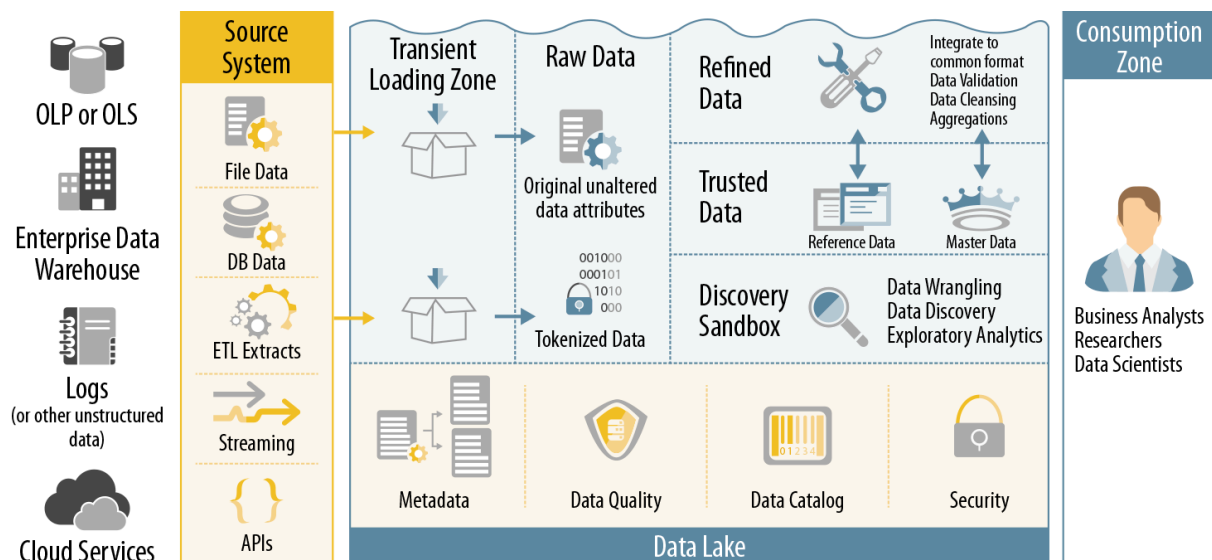 OLP or OLS
Enterprise Data
Warehouse
Logs
(or other unstructured
data)
Cloud Services
Source
System
File Data
DB Data
ETL Extracts
Streaming
APIs
Transient
Loading Zone
Raw Data
Original unaltered
data attributes
001000
000101
1010
000
Tokenized Data
Refined
Data
Integrate to
common format
Data Validation
Data Cleansing
Aggregations
Trusted
Data
Reference Data
Master Data
Discovery
Sandbox
Data Wrangling
Data Discovery
Exploratory Analytics
Metadata
Data Quality
01234
Data Catalog
Security
Data Lake
Consumption
Zone
Business Analysts
Researchers
Data Scientists